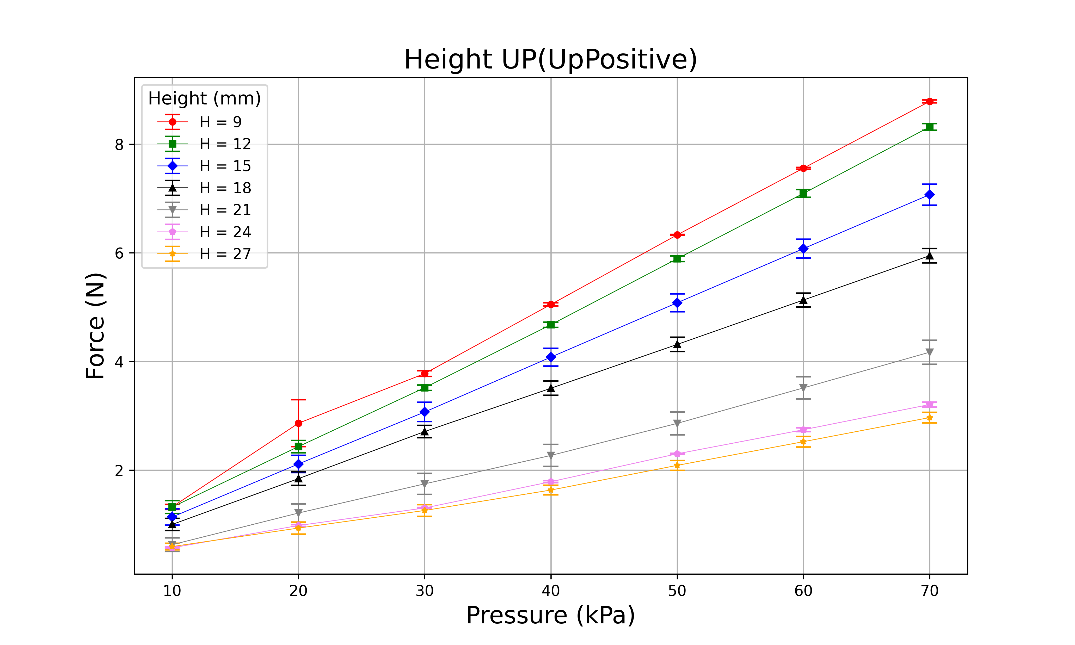 Height UP(UpPositive)
Height (mm)
H = 9
H = 12
H = 15
H = 18
H = 21
H = 24
H = 27
8
6
4
2
Force (N)
10 20 30 40 50 60 70
Pressure (kPa)